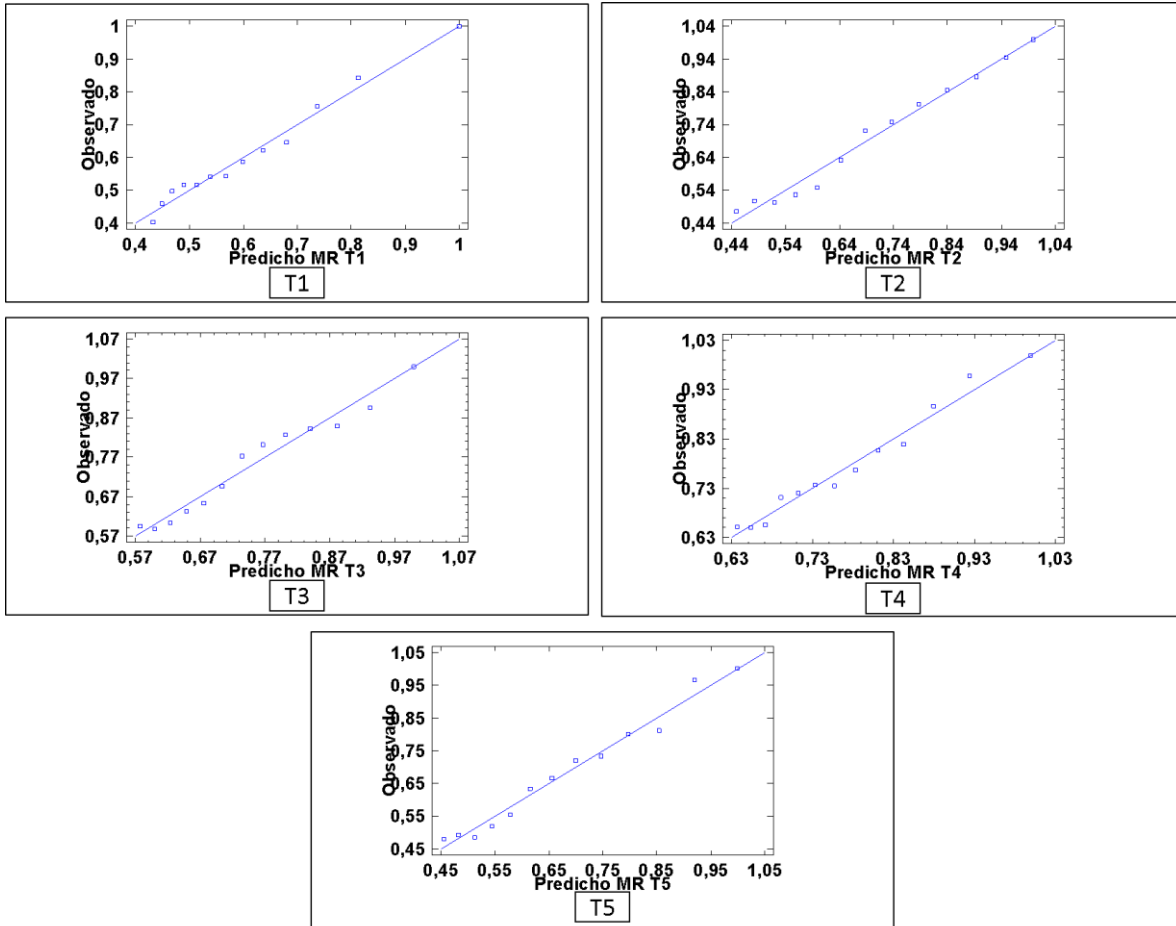 1
0,9
0,8
0,7
0,6
0,5
0,4
Observado
0,4 0,5 0,6 0,7 0,8 0,9 1
Predicho MR T1
T1
1,04
0,94
0,84
0,74
0,64
0,54
0,44
Observado
0,44 0,54 0,64 0,74 0,84 0,94 1,04
Predicho MR T2
T2
1,07
0,97
0,87
0,77
0,67
0,57
Observado
0,57 0,67 0,77 0,87 0,97 1,07
Predicho MR T3
T3
1,03
0,93
0,83
0,73
0,63
Observado
0,63 0,73 0,83 0,93 1,03
Predicho MR T4
T4
1,05
0,95
0,85
0,75
0,65
0,55
0,45
Observado
0,45 0,55 0,65 0,75 0,85 0,95 1,05
Predicho MR T5
T5